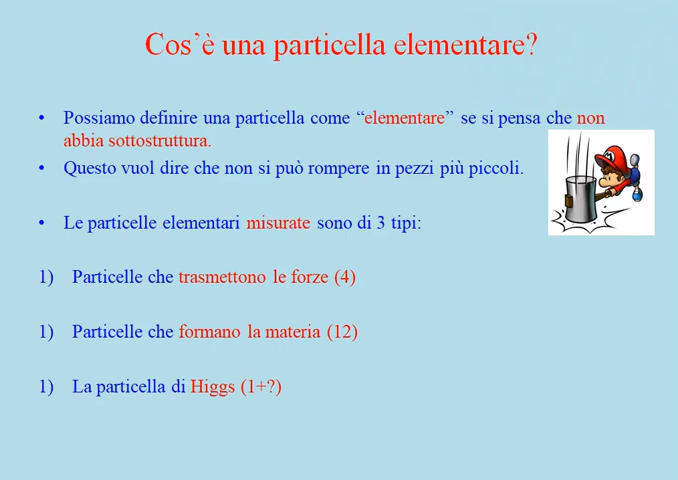 Cos’è una particella elementare?
• Possiamo definire una particella come “elementare” se si pensa che non
abbia sottostruttura.
• Questo vuol dire che non si può rompere in pezzi più piccoli.
• Le particelle elementari misurate sono di 3 tipi:
1) Particelle che trasmettono le forze (4)
1) Particelle che formano la materia (12)
1) La particella di Higgs (1+?)